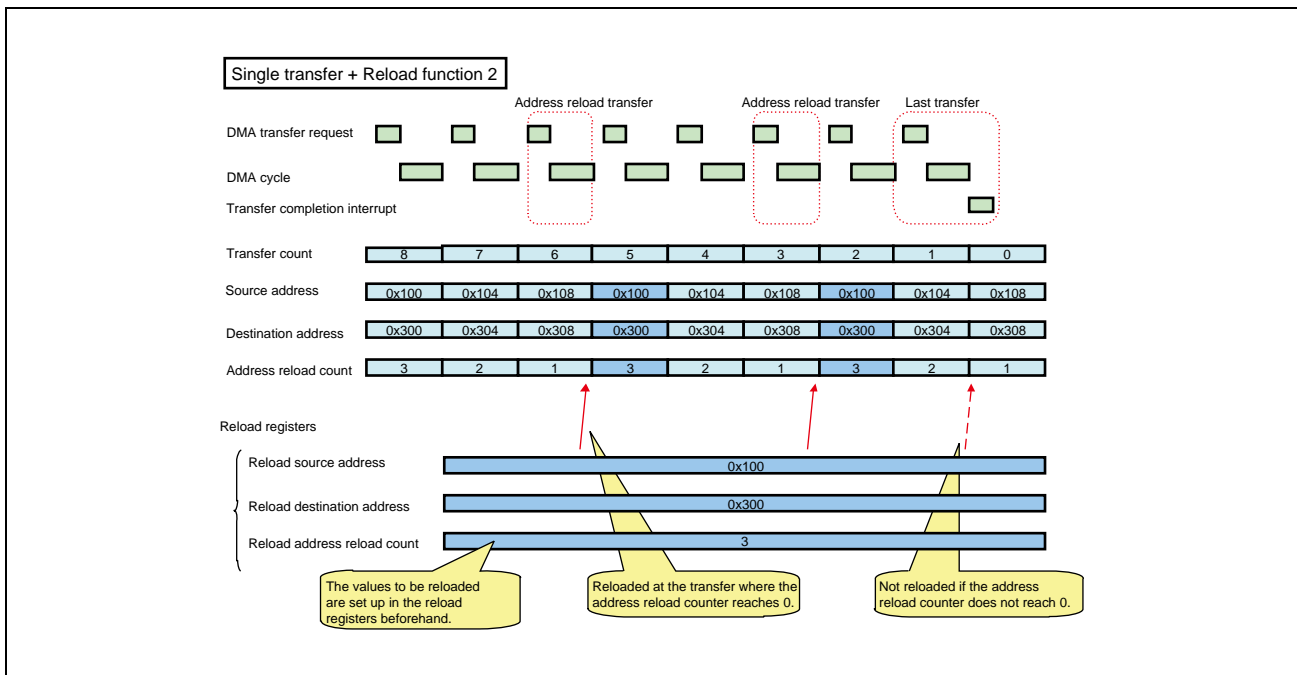 Single transfer + Reload function 2
Address reload transfer Address reload transfer Last transfer
DMA transfer request
DMA cycle
Transfer completion interrupt
Transfer count 8 7 6 5 4 3 2 1 0
Source address 0x100 0x104 0x108 0x100 0x104 0x108 0x100 0x104 0x108
Destination address 0x300 0x304 0x308 0x300 0x304 0x308 0x300 0x304 0x308
Address reload count 3 2 1 3 2 1 3 2 1
Reload registers
Reload source address 0x100
Reload destination address 0x300
Reload address reload count 3
The values to be reloaded
are set up in the reload
registers beforehand.
Reloaded at the transfer where the
address reload counter reaches 0.
Not reloaded if the address
reload counter does not reach 0.